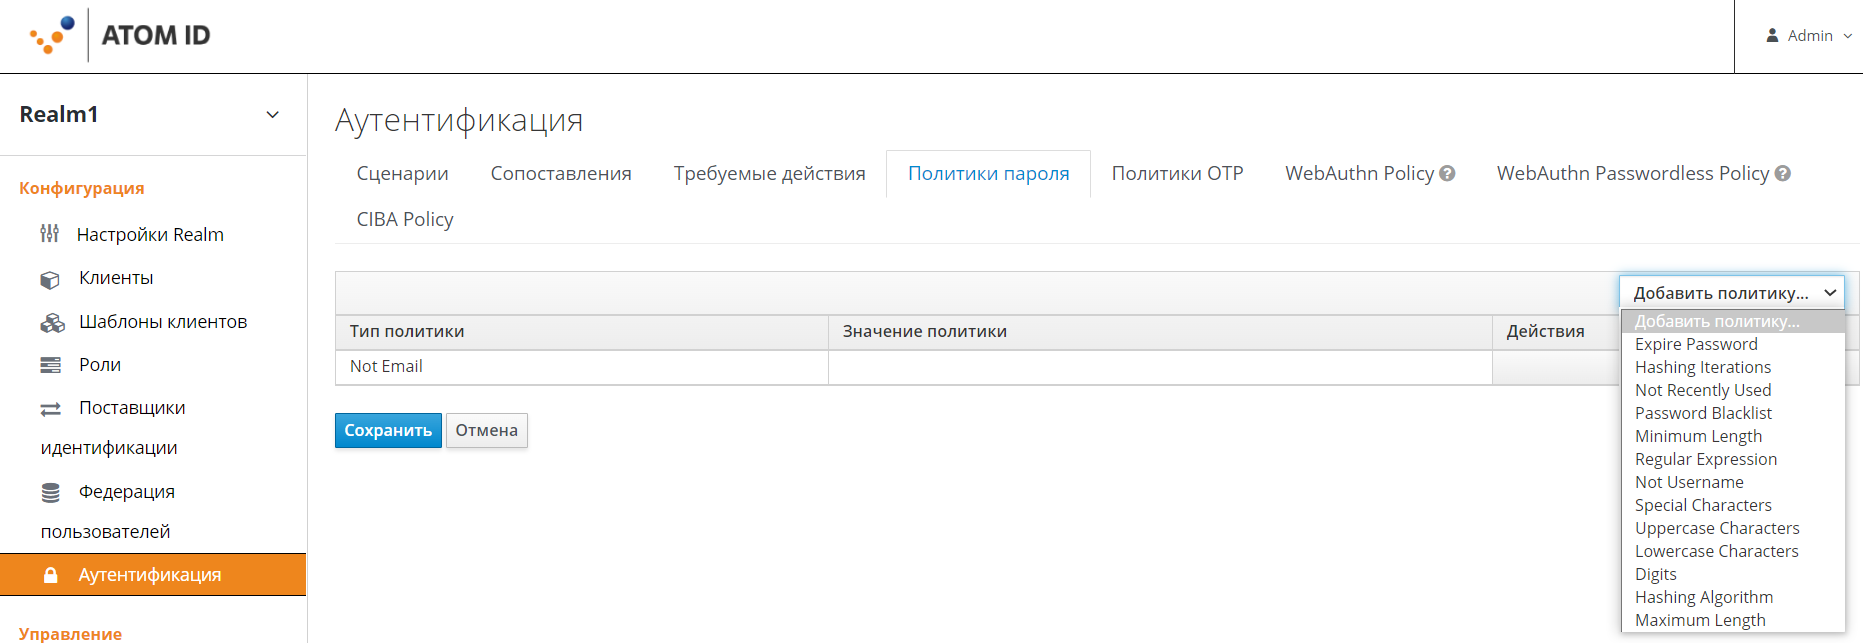 ATOM ID
Admin
Realm1
Конфигурация
Настройки Realm
Клиенты
Шаблоны клиентов
Роли
Поставщики
идентификации
Федерация
пользователей
Аутентификация
Управление
Аутентификация
Сценарии Сопоставления Требуемые действия Политики пароля Политики OTP WebAuthn Policy WebAuthn Passwordless Policy
CIBA Policy
Добавить политику...
Тип политики Значение политики Действия
Not Email
Сохранить Отмена
Добавить политику...
Expire Password
Hashing Iterations
Not Recently Used
Password Blacklist
Minimum Length
Regular Expression
Not Username
Special Characters
Uppercase Characters
Lowercase Characters
Digits
Hashing Algorithm
Maximum Length